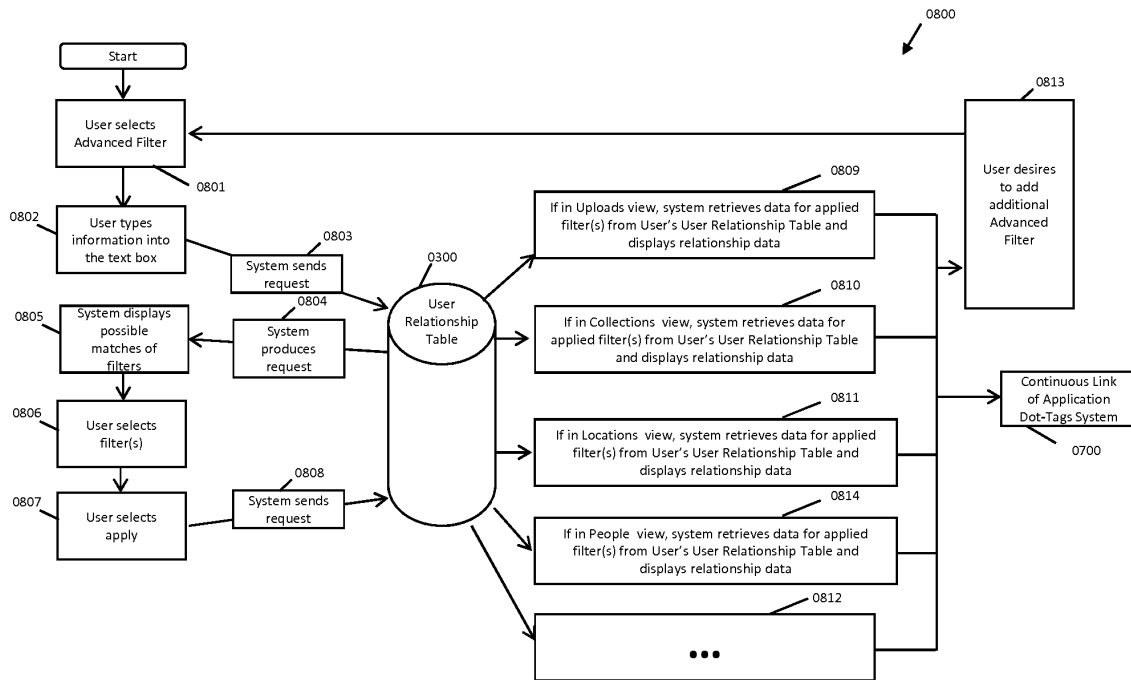 0800
Start
User selects
Advanced Filter
0801
0802
User types
information into
the text box
0803
System sends
request
0300
User
Relationship
Table
0804
System
produces
request
0805
System displays
possible
matches of
filters
0806
User selects
filter(s)
0807
User selects
apply
0808
System sends
request
0809
If in Uploads view, system retrieves data for applied
filter(s) from User's User Relationship Table and
displays relationship data
0810
If in Collections view, system retrieves data for
applied filter(s) from User's User Relationship Table
and displays relationship data
0811
If in Locations view, system retrieves data for applied
filter(s) from User's User Relationship Table and
displays relationship data
0814
If in People view, system retrieves data for applied
filter(s) from User's User Relationship Table and
displays relationship data
0812
...
0813
User desires
to add
additional
Advanced
Filter
Continuous Link
of Application
Dot-Tags System
0700